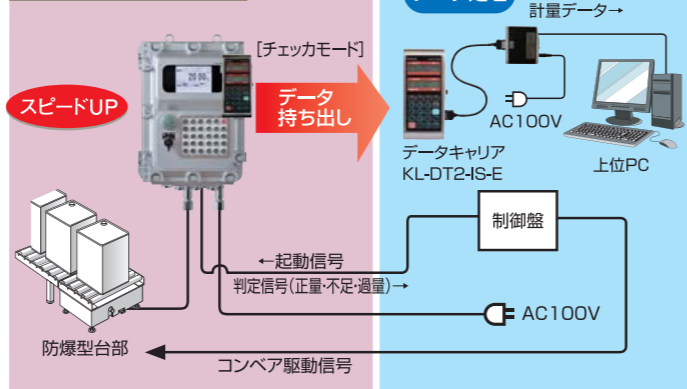 計量データ→
[チェッカモード]
スピードUP
データ
持ち出し
AC100V
データキャリア
KL-DT2-IS-E
上位PC
制御盤
←起動信号
判定信号(正量・不足・過量)→
AC100V
防爆型台部
コンベア駆動信号